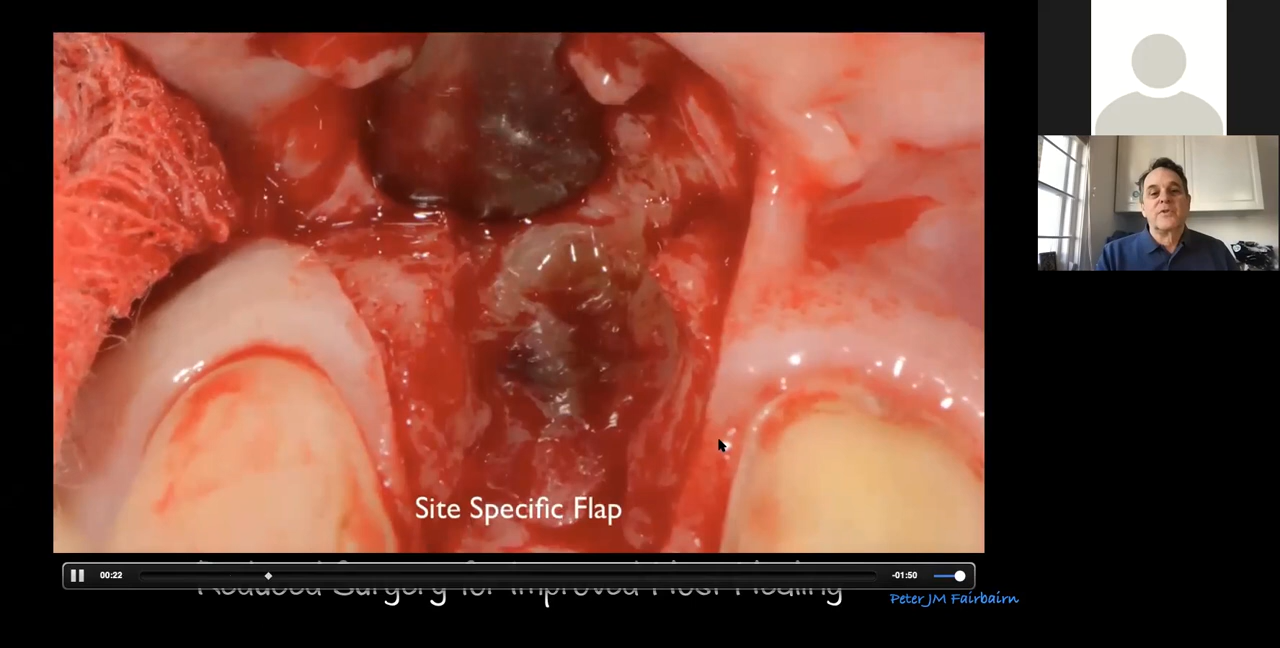 Site Specific Flap
00:22
-01:50
Reduced Surgery for Improved Host Healing
Peter JM Fairbairn